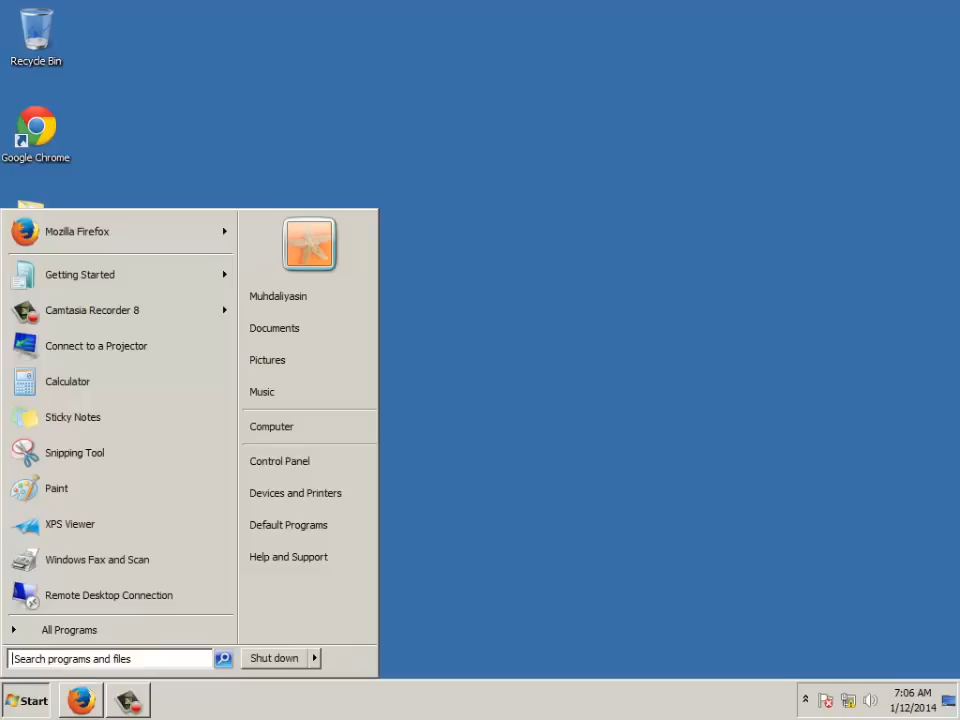 Recycle Bin
Google Chrome
Mozilla Firefox
Getting Started
Camtasia Recorder 8
Connect to a Projector
Calculator
Sticky Notes
Snipping Tool
Paint
XPS Viewer
Windows Fax and Scan
Remote Desktop Connection
All Programs
Search programs and files
Muhdaliyasin
Documents
Pictures
Music
Computer
Control Panel
Devices and Printers
Default Programs
Help and Support
Shut down
Start
7:06 AM
1/12/2014